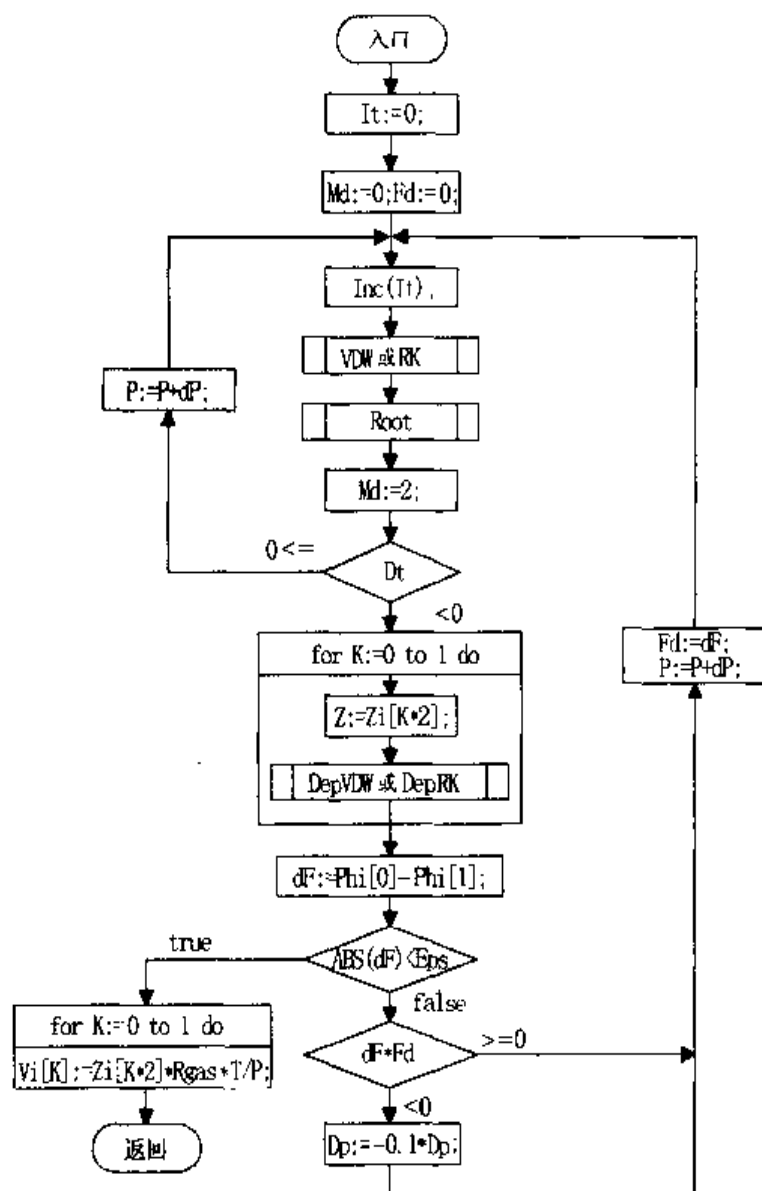 入口
It:=0;
Md:=0;Fd:=0;
Inc(It);
VDW或RK
P:=P+dP;
Root
Md:=2;
0<=
Dt
<0
for K:=0 to 1 do
Fd:=dF;
P:=P+dP;
Z:=Zi[K*2];
DepVDW或DepRK
dF:=Phi[0]-Phi[1];
true
ABS(dF)<Eps
false
for K:=0 to 1 do
dF*Fd
>=0
Vi[K]:=Zi[K*2]*Rgas*T/P;
<0
返回
Dp:=-0.1*Dp;